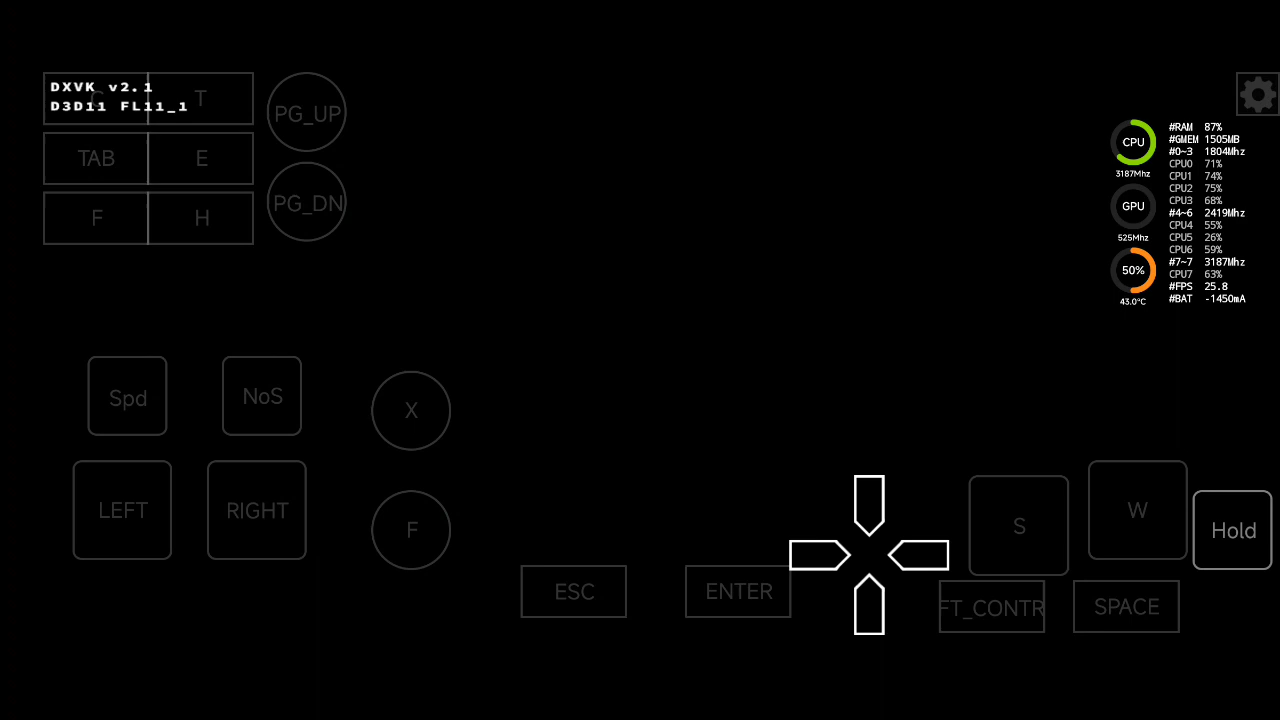 DXVK v2.1
D3D11 FL11_1
C
T
PG_UP
TAB
E
PG_DN
F
H
CPU
3187Mhz
GPU
525Mhz
50%
43.0°C
#RAM 87%
#GMEM 1505MB
#0~3 1804Mhz
CPU0 71%
CPU1 74%
CPU2 75%
CPU3 68%
#4~6 2419Mhz
CPU4 55%
CPU5 26%
CPU6 59%
#7~7 3187Mhz
CPU7 63%
#FPS 25.8
#BAT -1450mA
Spd
NoS
X
LEFT
RIGHT
F
S
W
Hold
ESC
ENTER
FT_CONTR
SPACE